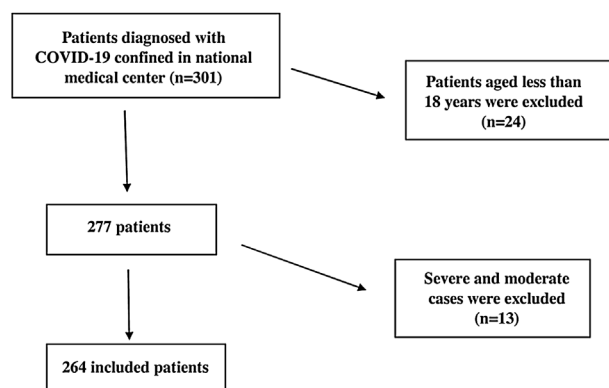 Patients diagnosed with
COVID-19 confined in national
medical center (n=301)
Patients aged less than
18 years were excluded
(n=24)
277 patients
Severe and moderate
cases were excluded
(n=13)
264 included patients